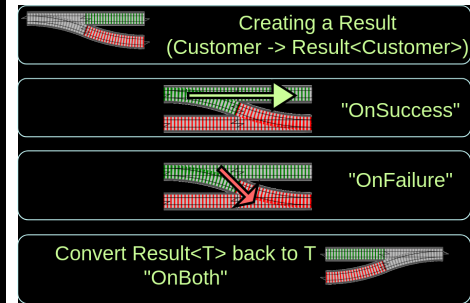 Creating a Result
(Customer -> Result<Customer>)
"OnSuccess"
"OnFailure"
Convert Result<T> back to T
"OnBoth"